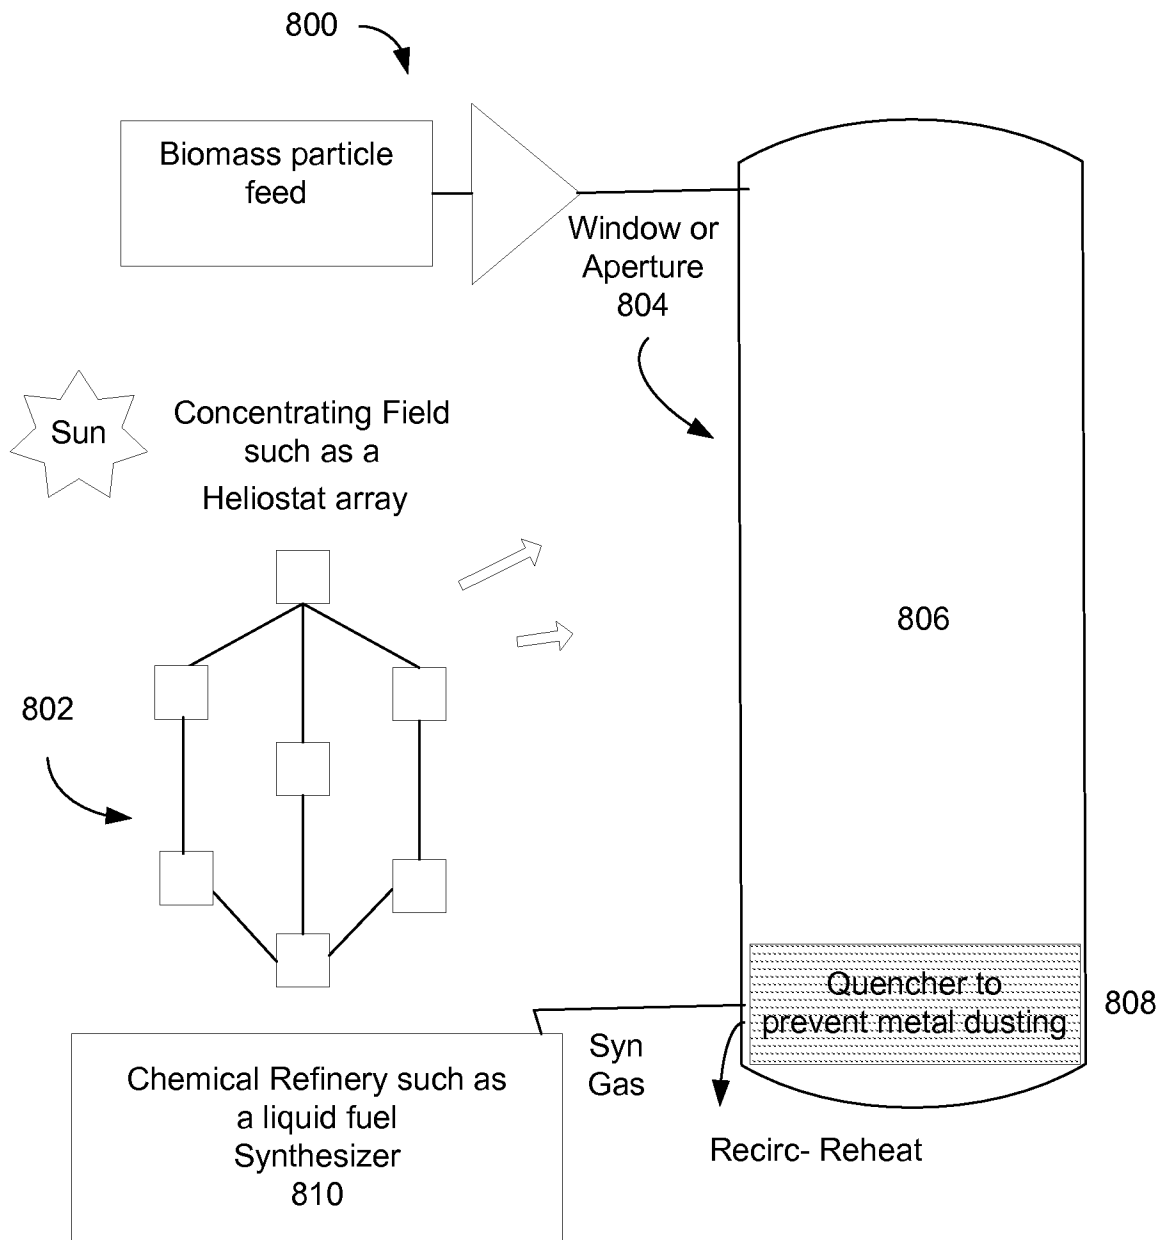 800
Biomass particle
feed
Window or
Aperture
804
Sun
Concentrating Field
such as a
Heliostat array
806
802
Quencher to
prevent metal dusting
808
Syn
Gas
Chemical Refinery such as
a liquid fuel
Synthesizer
810
Recirc- Reheat